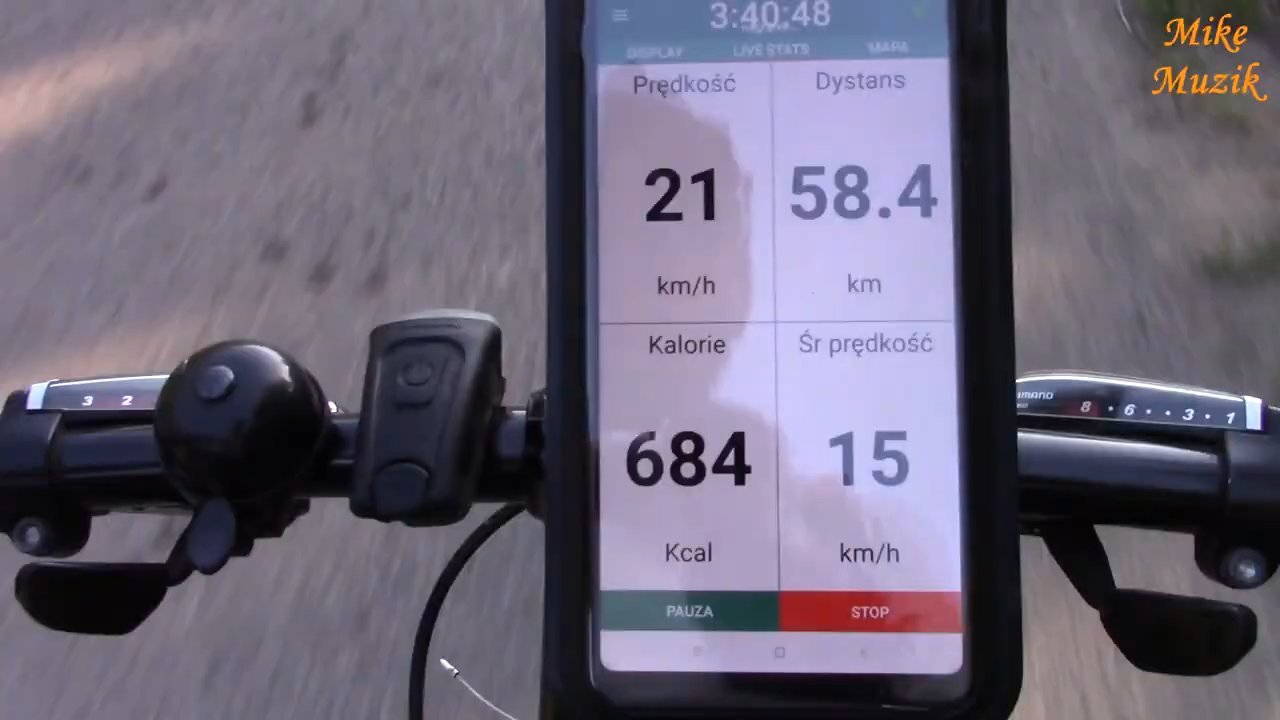 Mike
Muzik
3:40:48
DISPLAY
LIVE STATS
MAPA
Prędkość
Dystans
21
58.4
km/h
km
Kalorie
Śr prędkość
684
15
Kcal
km/h
PAUZA
STOP
3 2
8 • 6 • • 3 • 1